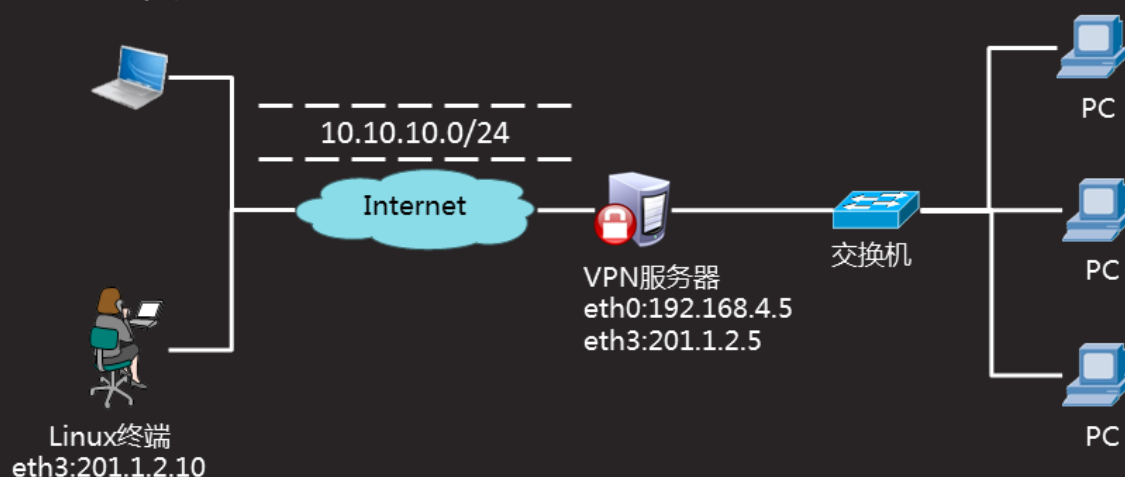 10.10.10.0/24
Internet
VPN服务器
eth0:192.168.4.5
eth3:201.1.2.5
交换机
PC
PC
PC
Linux终端
eth3:201.1.2.10